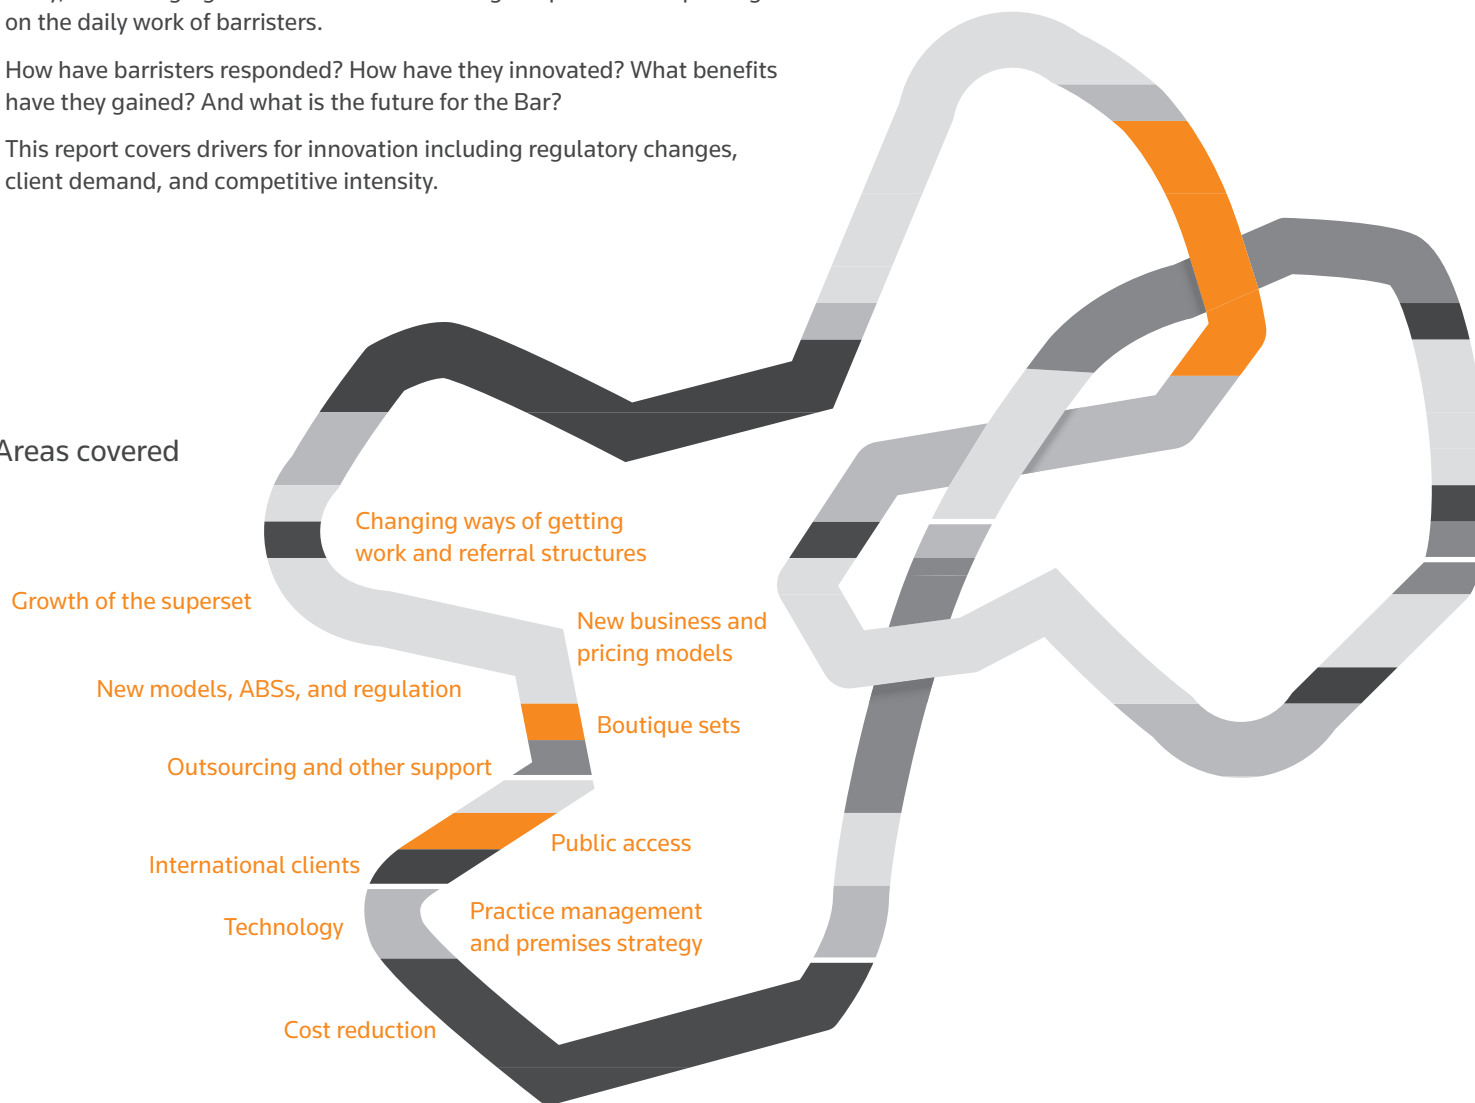 on the daily work of barristers.
How have barristers responded? How have they innovated? What benefits
have they gained? And what is the future for the Bar?
This report covers drivers for innovation including regulatory changes,
client demand, and competitive intensity.
Areas covered
Changing ways of getting
work and referral structures
Growth of the superset
New business and
pricing models
New models, ABSs, and regulation
Boutique sets
Outsourcing and other support
Public access
International clients
Practice management
and premises strategy
Technology
Cost reduction